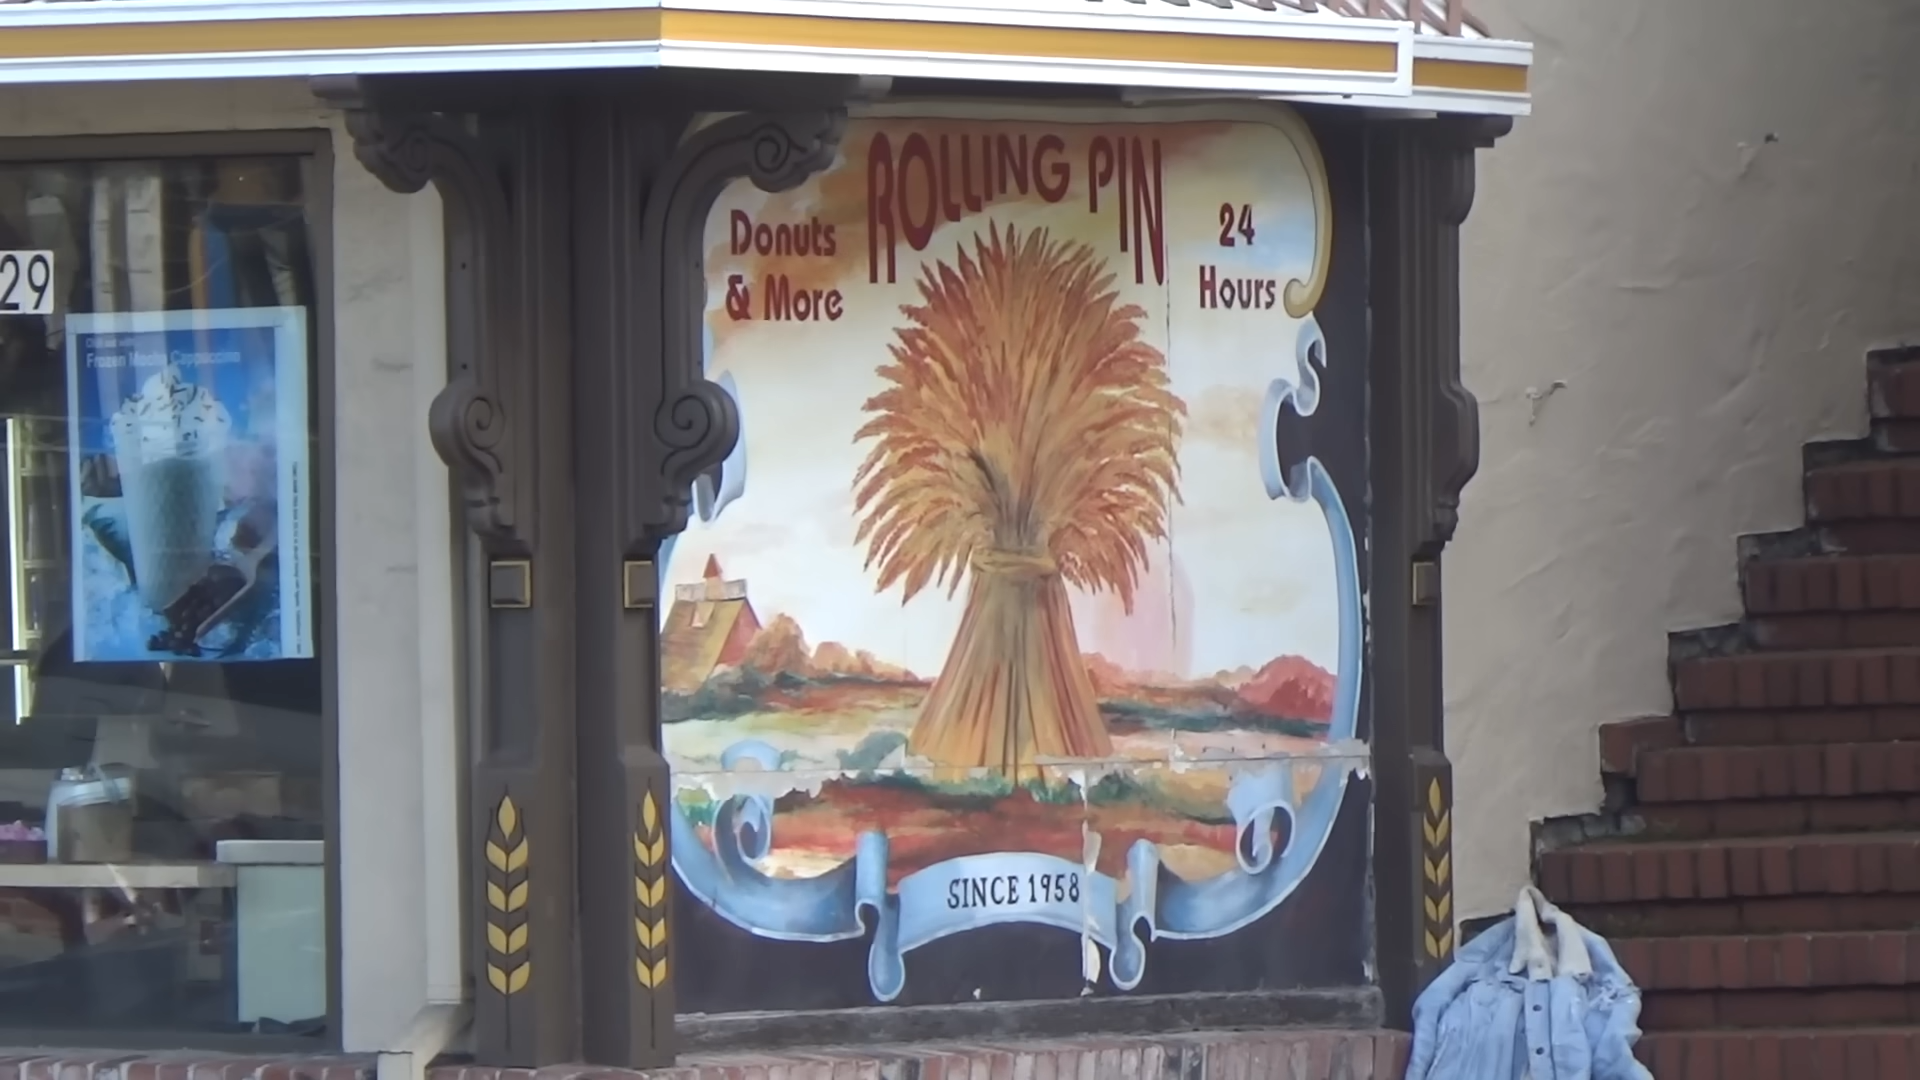 ROLLING PIN
Donuts
& More
24
Hours
29
Frozen Mocha Cappuccino
SINCE 1958